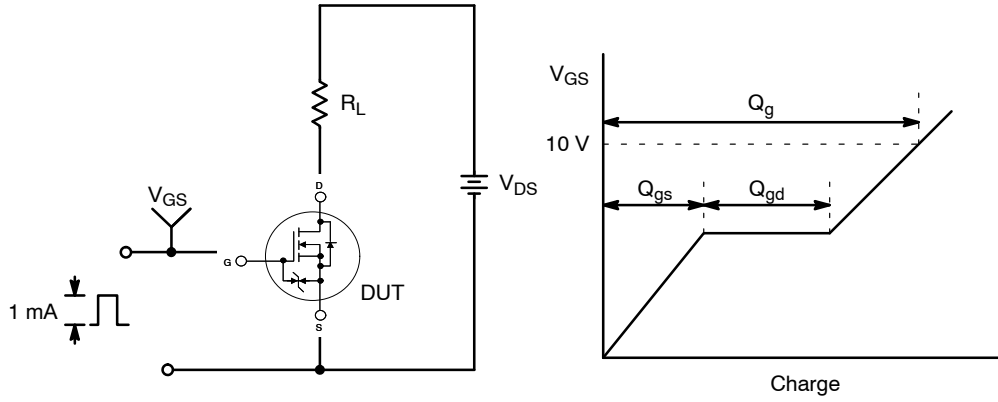 R_L
D
V_GS
V_DS
G
DUT
1 mA
S
V_GS
Q_g
10 V
Q_gs
Q_gd
Charge